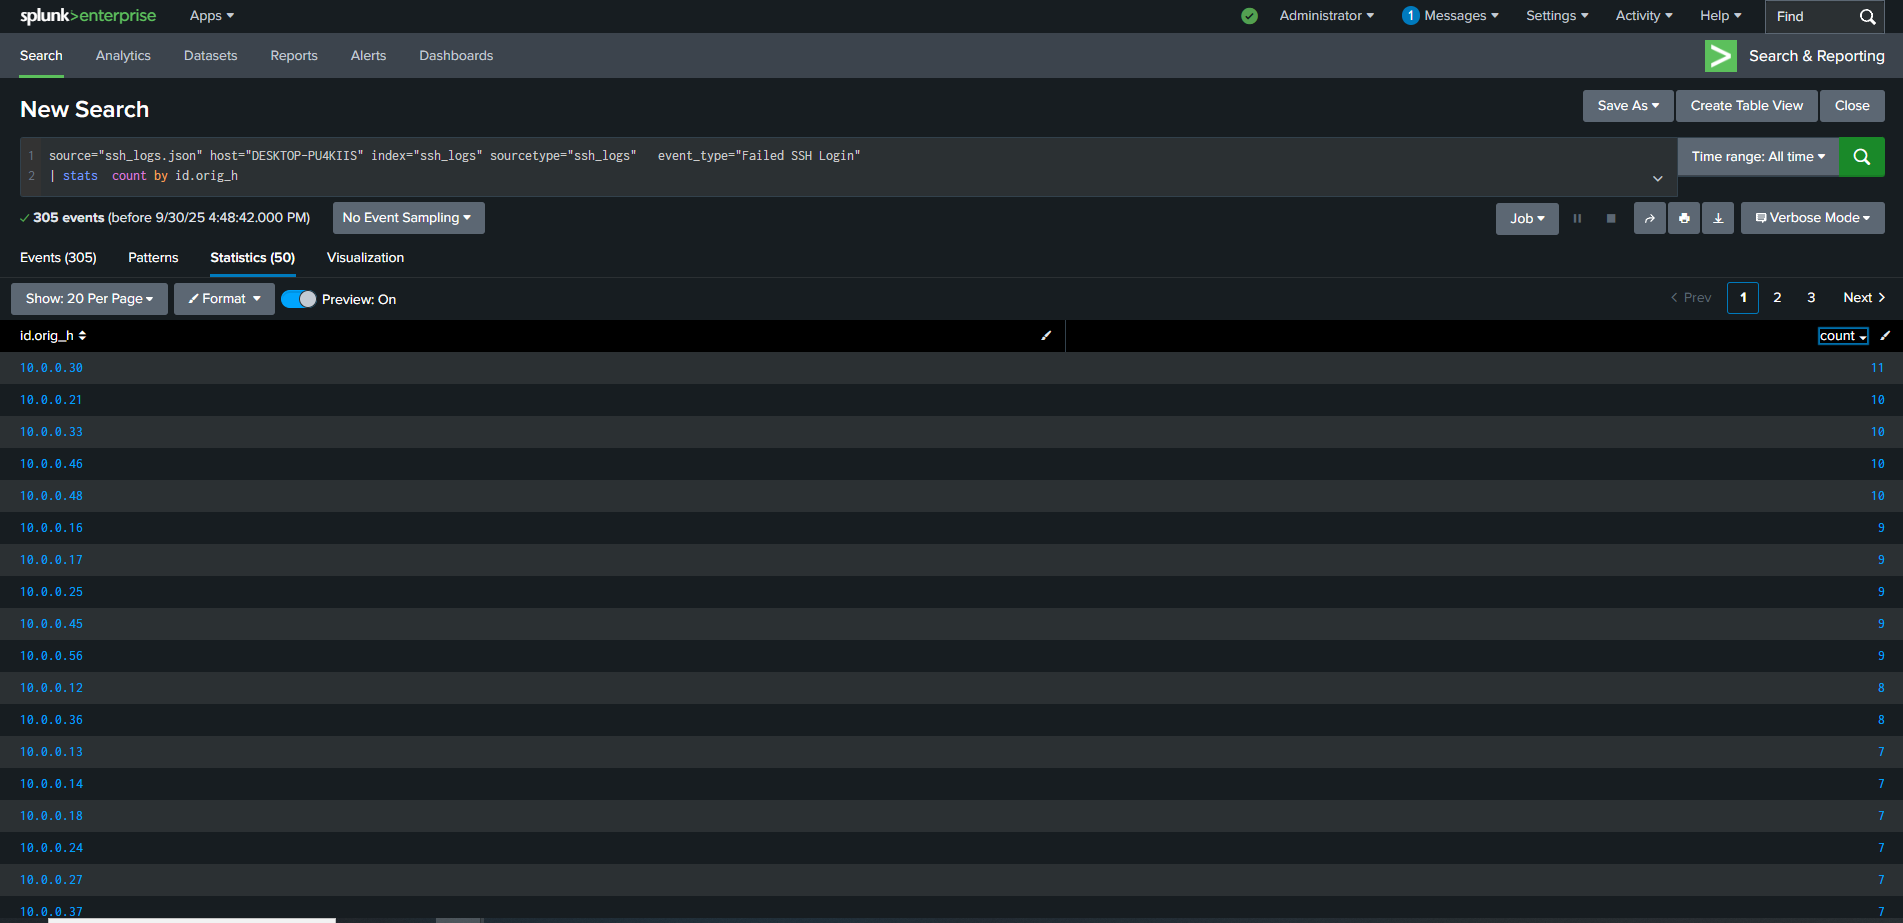 splunk>enterprise Apps Administrator 1 Messages Settings Activity Help Find
Search Analytics Datasets Reports Alerts Dashboards Search & Reporting
New Search Save As Create Table View Close
1 source="ssh_logs.json" host="DESKTOP-PU4KIIS" index="ssh_logs" sourcetype="ssh_logs" event_type="Failed SSH Login" Time range: All time
2 | stats count by id.orig_h
305 events (before 9/30/25 4:48:42.000 PM) No Event Sampling Job Verbose Mode
Events (305) Patterns Statistics (50) Visualization
Show: 20 Per Page Format Preview: On Prev 1 2 3 Next
id.orig_h count
10.0.0.30 11
10.0.0.21 10
10.0.0.33 10
10.0.0.46 10
10.0.0.48 10
10.0.0.16 9
10.0.0.17 9
10.0.0.25 9
10.0.0.45 9
10.0.0.56 9
10.0.0.12 8
10.0.0.36 8
10.0.0.13 7
10.0.0.14 7
10.0.0.18 7
10.0.0.24 7
10.0.0.27 7
10.0.0.37 7